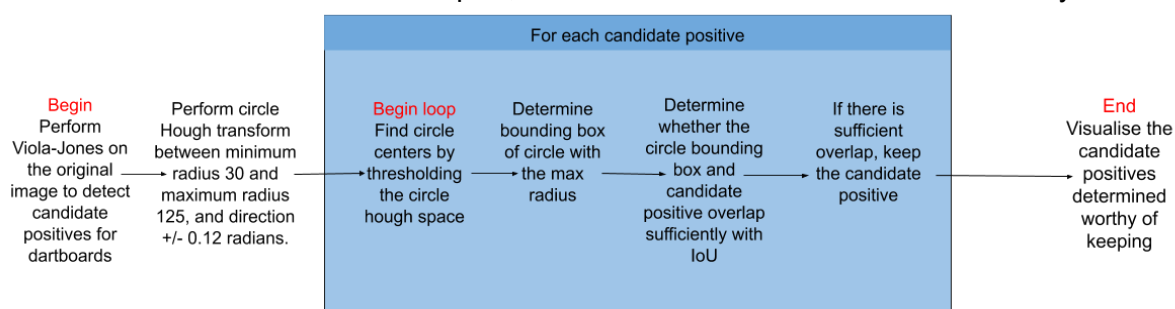 For each candidate positive
Begin
Perform
Viola-Jones on
the original
image to detect
candidate
positives for
dartboards
Perform circle
Hough transform
between minimum
radius 30 and
maximum radius
125, and direction
+/- 0.12 radians.
Begin loop
Find circle
centers by
thresholding
the circle
hough space
Determine
bounding box
of circle with
the max
radius
Determine
whether the
circle bounding
box and
candidate
positive overlap
sufficiently with
IoU
If there is
sufficient
overlap, keep
the candidate
positive
End
Visualise the
candidate
positives
determined
worthy of
keeping